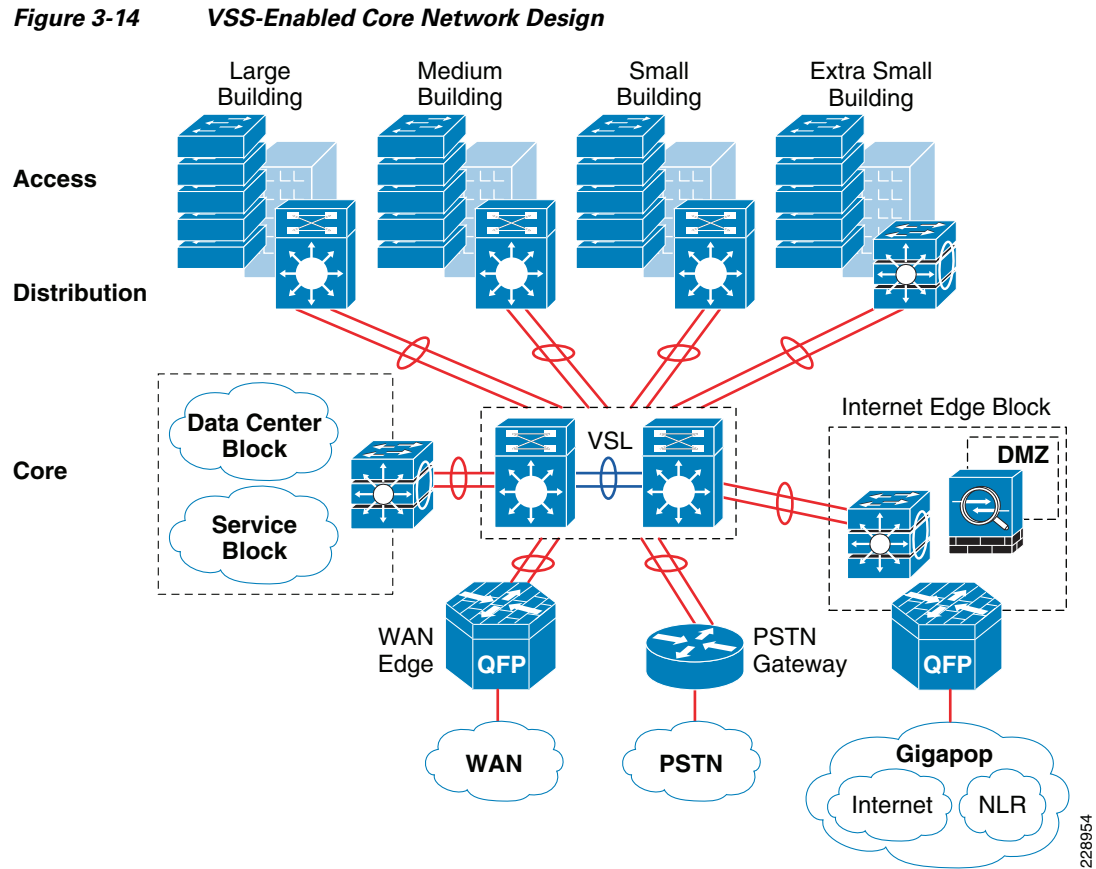 Figure 3-14 VSS-Enabled Core Network Design
Large
Building
Medium
Building
Small
Building
Extra Small
Building
Access
Distribution
Core
Data Center
Block
Service
Block
VSL
Internet Edge Block
DMZ
WAN
Edge
QFP
PSTN
Gateway
QFP
WAN
PSTN
Gigapop
Internet
NLR
228954